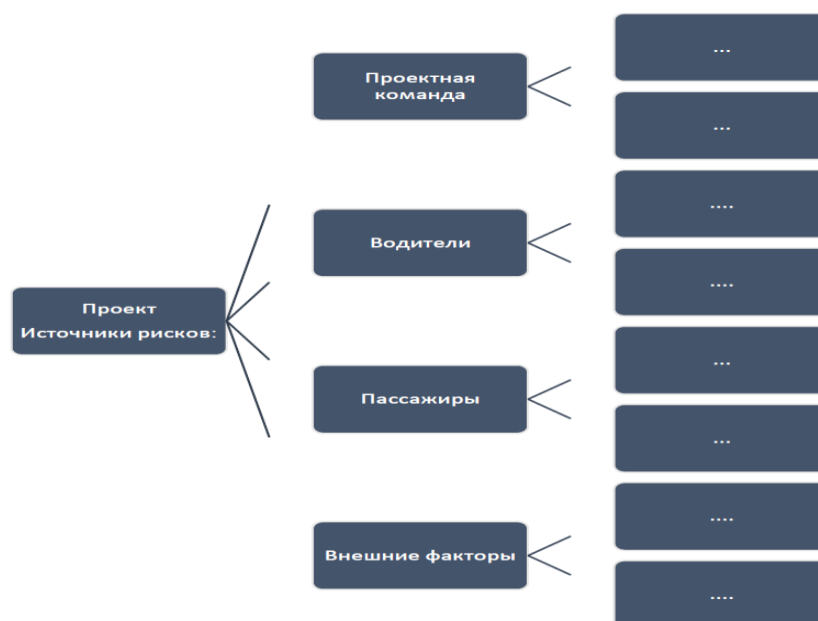 Проект
Источники рисков:
Проектная
команда
...
...
Водители
....
....
Пассажиры
...
...
Внешние факторы
....
....